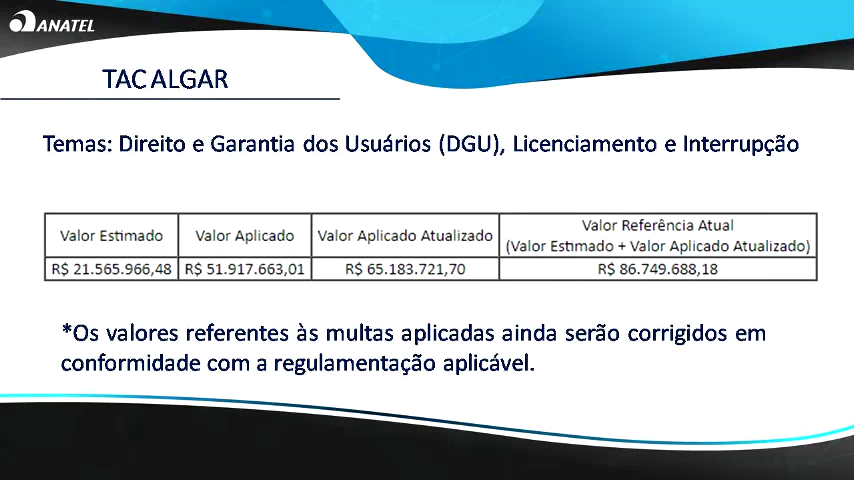 ANATEL
TAC ALGAR
Temas: Direito e Garantia dos Usuários (DGU), Licenciamento e Interrupção
Valor Estimado
Valor Aplicado
Valor Aplicado Atualizado
Valor Referência Atual
(Valor Estimado + Valor Aplicado Atualizado)
R$ 21.565.966,48
R$ 51.917.663,01
R$ 65.183.721,70
R$ 86.749.688,18
*Os valores referentes às multas aplicadas ainda serão corrigidos em
conformidade com a regulamentação aplicável.